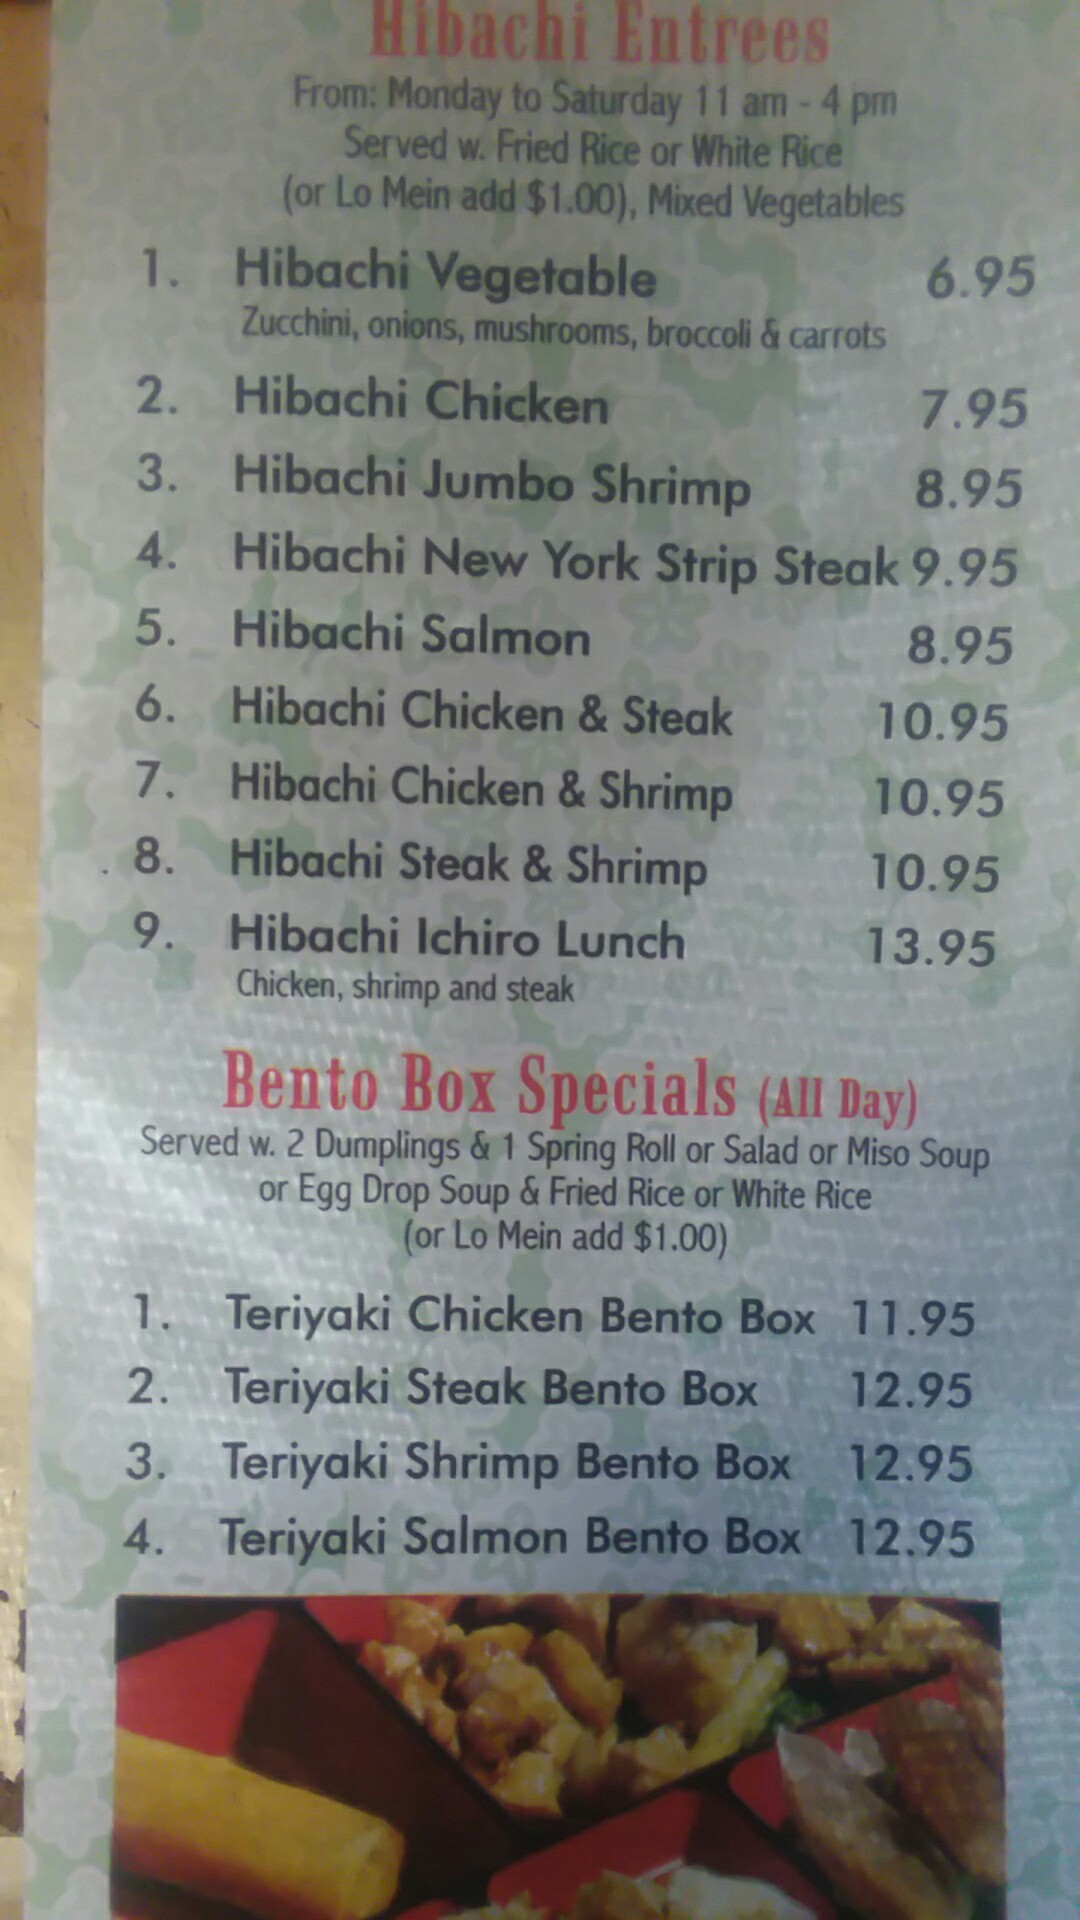 Hibachi Entrees
From: Monday to Saturday 11 am - 4 pm
Served w. Fried Rice or White Rice
(or Lo Mein add $1.00), Mixed Vegetables
1. Hibachi Vegetable 6.95
Zucchini, onions, mushrooms, broccoli & carrots
2. Hibachi Chicken 7.95
3. Hibachi Jumbo Shrimp 8.95
4. Hibachi New York Strip Steak 9.95
5. Hibachi Salmon 8.95
6. Hibachi Chicken & Steak 10.95
7. Hibachi Chicken & Shrimp 10.95
8. Hibachi Steak & Shrimp 10.95
9. Hibachi Ichiro Lunch 13.95
Chicken, shrimp and steak
Bento Box Specials (All Day)
Served w. 2 Dumplings & 1 Spring Roll or Salad or Miso Soup
or Egg Drop Soup & Fried Rice or White Rice
(or Lo Mein add $1.00)
1. Teriyaki Chicken Bento Box 11.95
2. Teriyaki Steak Bento Box 12.95
3. Teriyaki Shrimp Bento Box 12.95
4. Teriyaki Salmon Bento Box 12.95